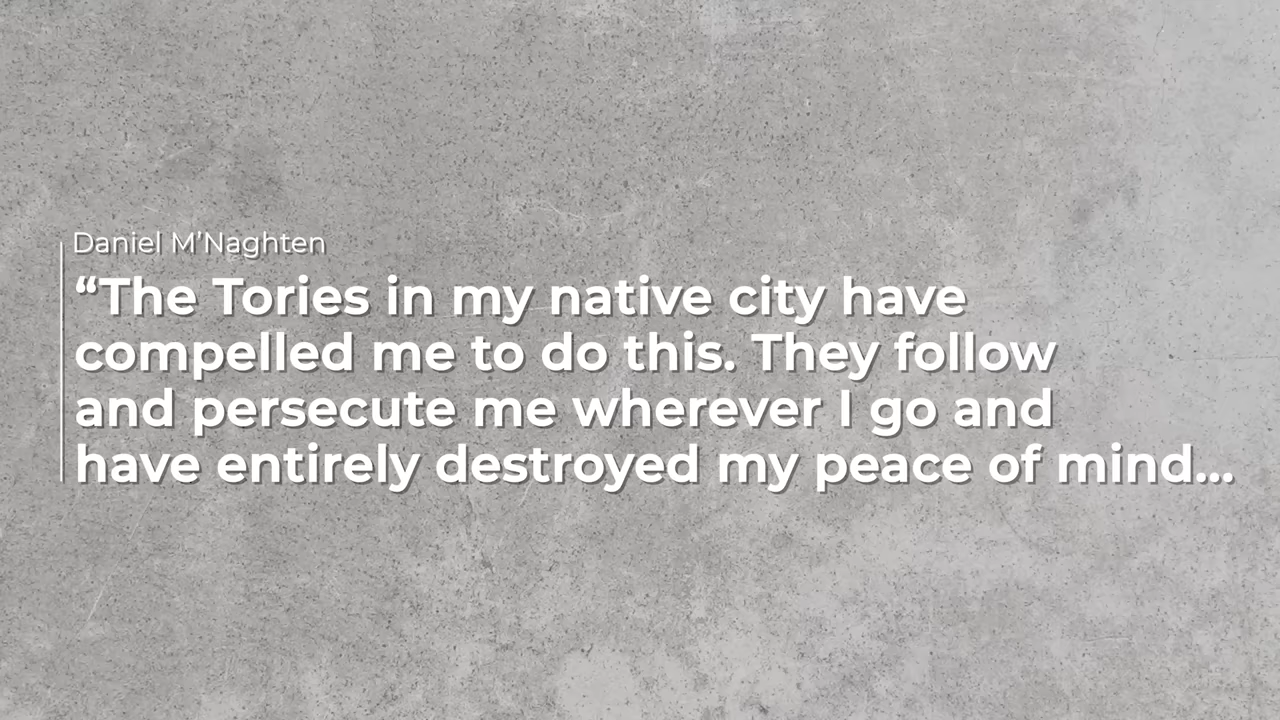 Daniel M’Naghten
“The Tories in my native city have
compelled me to do this. They follow
and persecute me wherever I go and
have entirely destroyed my peace of mind...